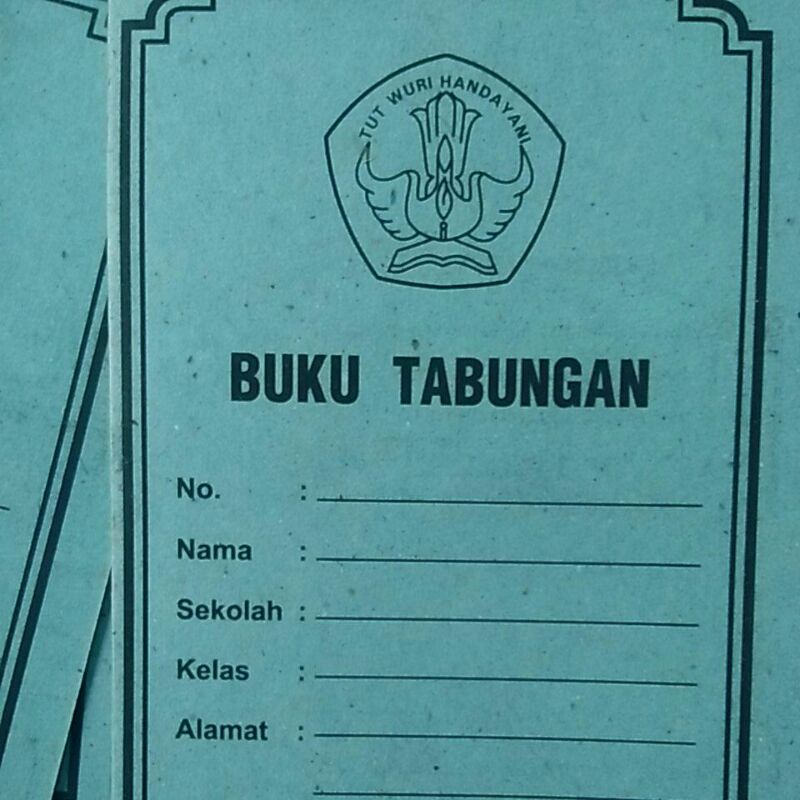 TUT WURI HANDAYANI
BUKU TABUNGAN
No. :
Nama :
Sekolah :
Kelas :
Alamat :